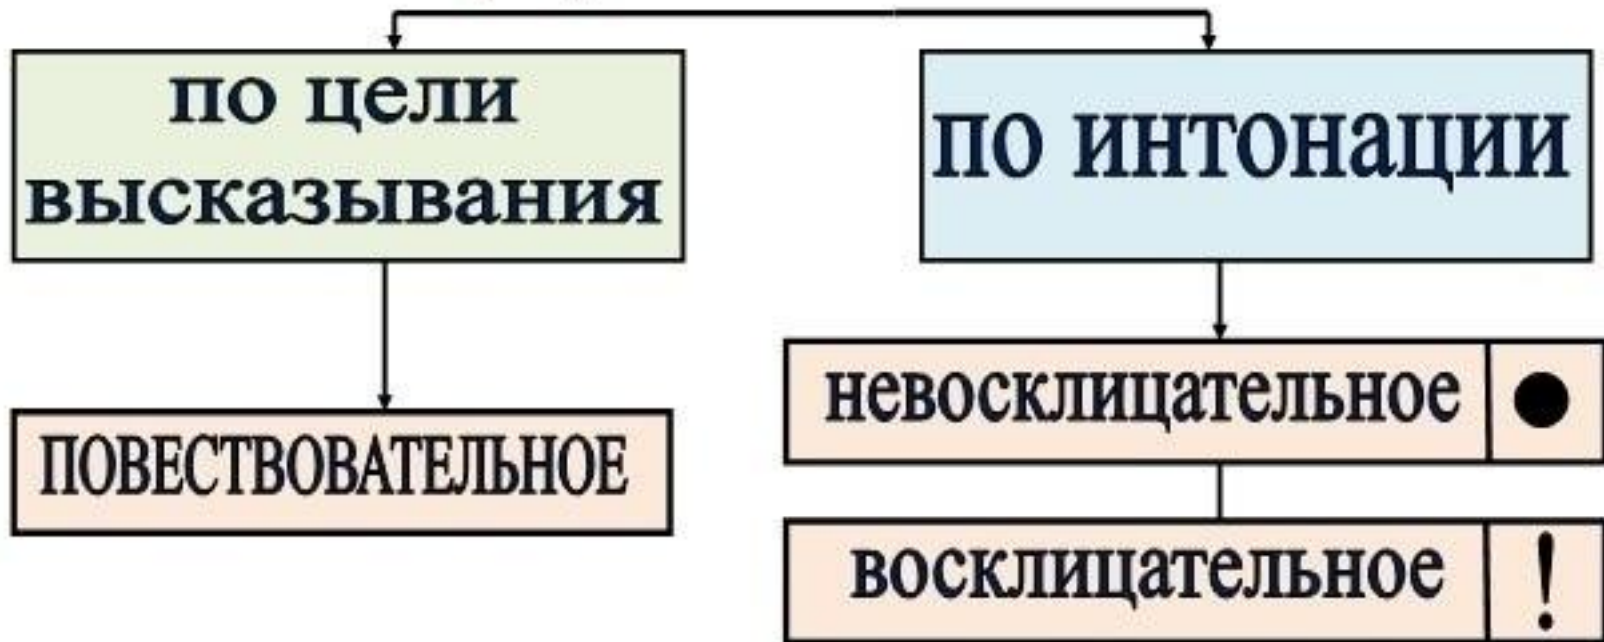 по цели
высказывания
по интонации
ПОВЕСТВОВАТЕЛЬНОЕ
невосклицательное ●
восклицательное !